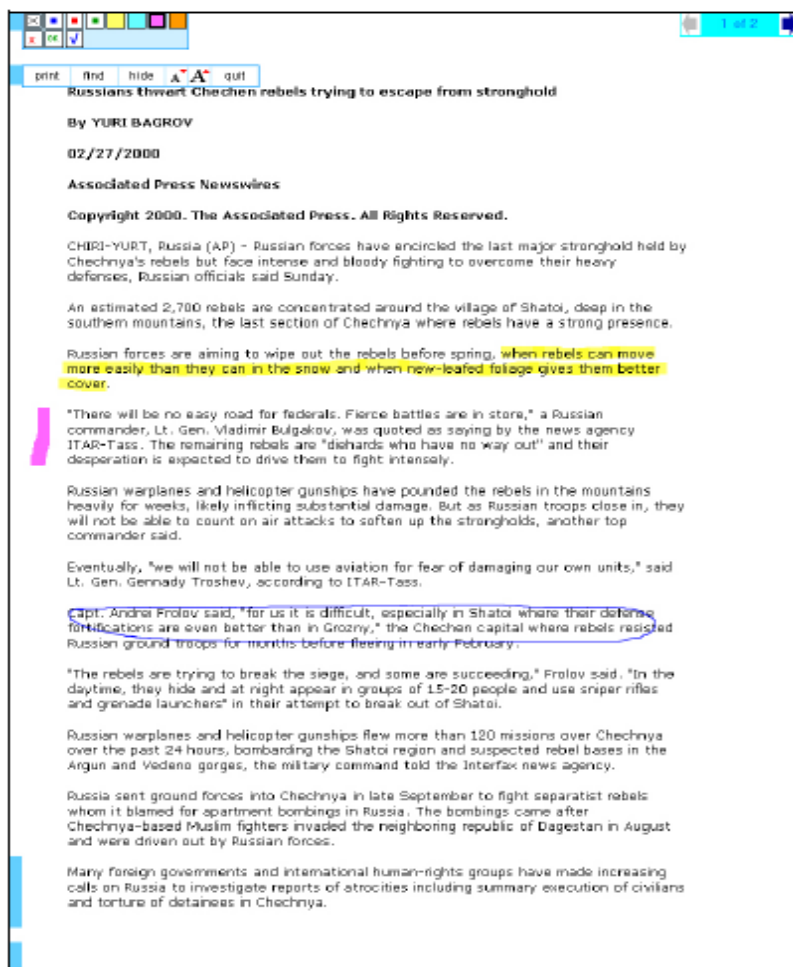 1 of 2
x OK √
print find hide A A quit
Russians thwart Chechen rebels trying to escape from stronghold
By YURI BAGROV
02/27/2000
Associated Press Newswires
Copyright 2000. The Associated Press. All Rights Reserved.
CHIRI-YURT, Russia (AP) - Russian forces have encircled the last major stronghold held by
Chechnya's rebels but face intense and bloody fighting to overcome their heavy
defenses, Russian officials said Sunday.
An estimated 2,700 rebels are concentrated around the village of Shatoi, deep in the
southern mountains, the last section of Chechnya where rebels have a strong presence.
Russian forces are aiming to wipe out the rebels before spring, when rebels can move
more easily than they can in the snow and when new-leafed foliage gives them better
cover.
"There will be no easy road for federals. Fierce battles are in store," a Russian
commander, Lt. Gen. Vladimir Bulgakov, was quoted as saying by the news agency
ITAR-Tass. The remaining rebels are "diehards who have no way out" and their
desperation is expected to drive them to fight intensely.
Russian warplanes and helicopter gunships have pounded the rebels in the mountains
heavily for weeks, likely inflicting substantial damage. But as Russian troops close in, they
will not be able to count on air attacks to soften up the strongholds, another top
commander said.
Eventually, "we will not be able to use aviation for fear of damaging our own units," said
Lt. Gen. Gennady Troshev, according to ITAR-Tass.
Capt. Andrei Frolov said, "for us it is difficult, especially in Shatoi where their defense
fortifications are even better than in Grozny," the Chechen capital where rebels resisted
Russian ground troops for months before fleeing in early February.
"The rebels are trying to break the siege, and some are succeeding," Frolov said. "In the
daytime, they hide and at night appear in groups of 15-20 people and use sniper rifles
and grenade launchers" in their attempt to break out of Shatoi.
Russian warplanes and helicopter gunships flew more than 120 missions over Chechnya
over the past 24 hours, bombarding the Shatoi region and suspected rebel bases in the
Argun and Vedeno gorges, the military command told the Interfax news agency.
Russia sent ground forces into Chechnya in late September to fight separatist rebels
whom it blamed for apartment bombings in Russia. The bombings came after
Chechnya-based Muslim fighters invaded the neighboring republic of Dagestan in August
and were driven out by Russian forces.
Many foreign governments and international human-rights groups have made increasing
calls on Russia to investigate reports of atrocities including summary execution of civilians
and torture of detainees in Chechnya.